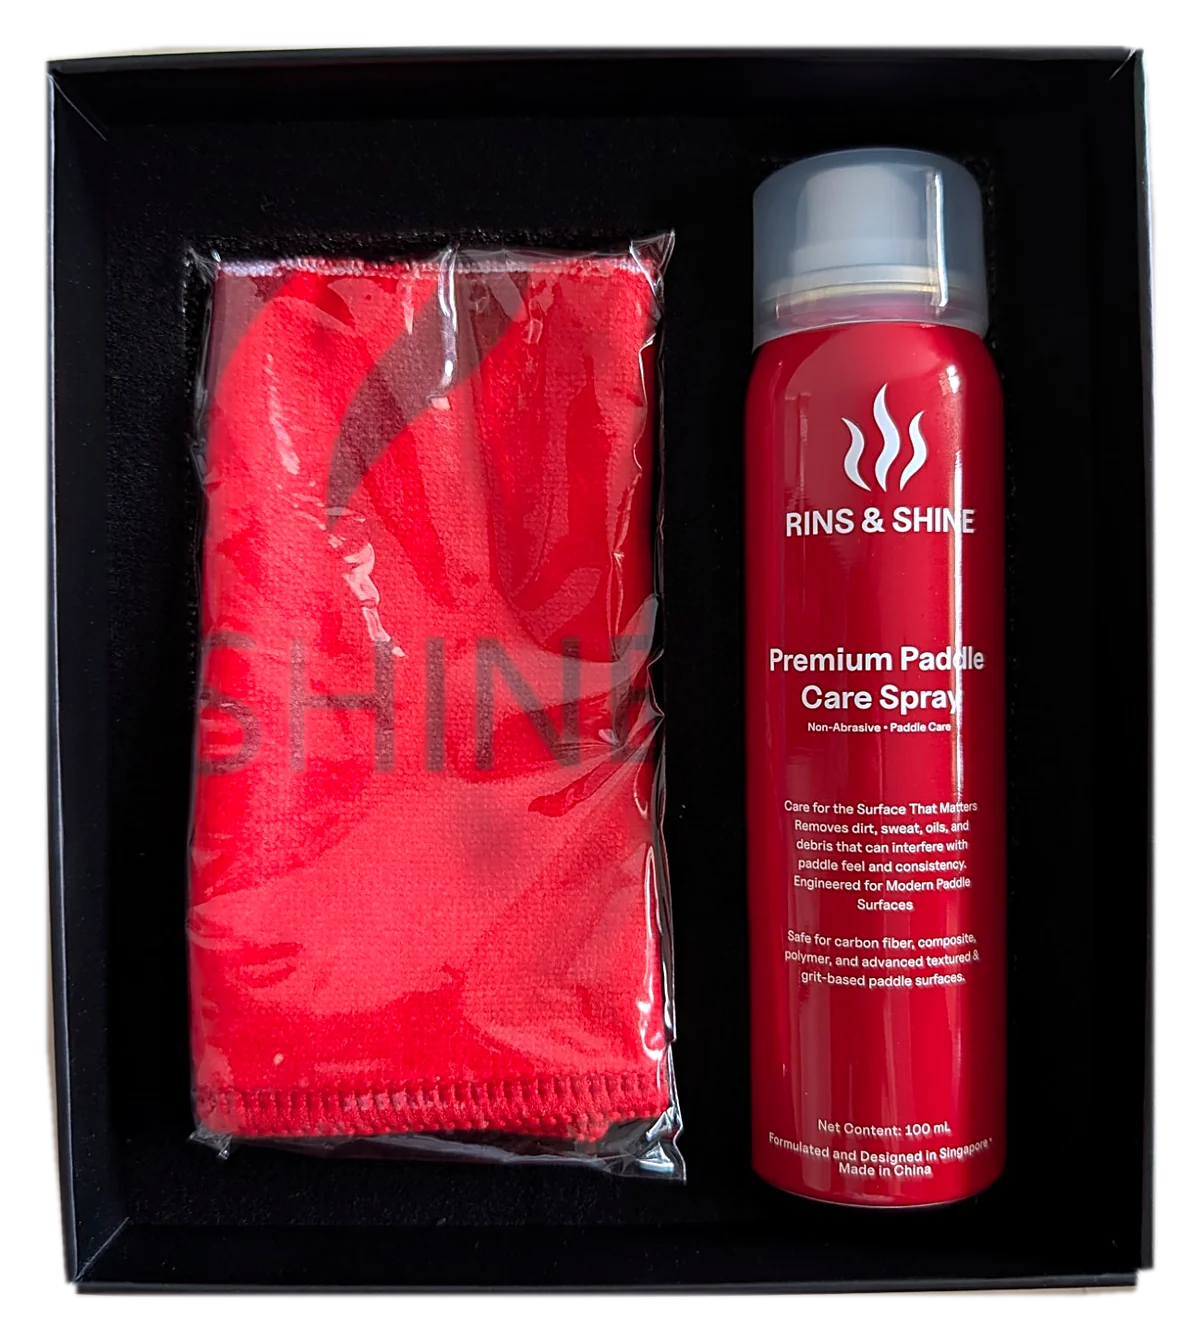 SHINE
RINS & SHINE
Premium Paddle
Care Spray
Non-Abrasive • Paddle Care
Care for the Surface That Matters
Removes dirt, sweat, oils, and
debris that can interfere with
paddle feel and consistency.
Engineered for Modern Paddle
Surfaces
Safe for carbon fiber, composite,
polymer, and advanced textured &
grit-based paddle surfaces.
Net Content: 100 mL
Formulated and Designed in Singapore •
Made in China